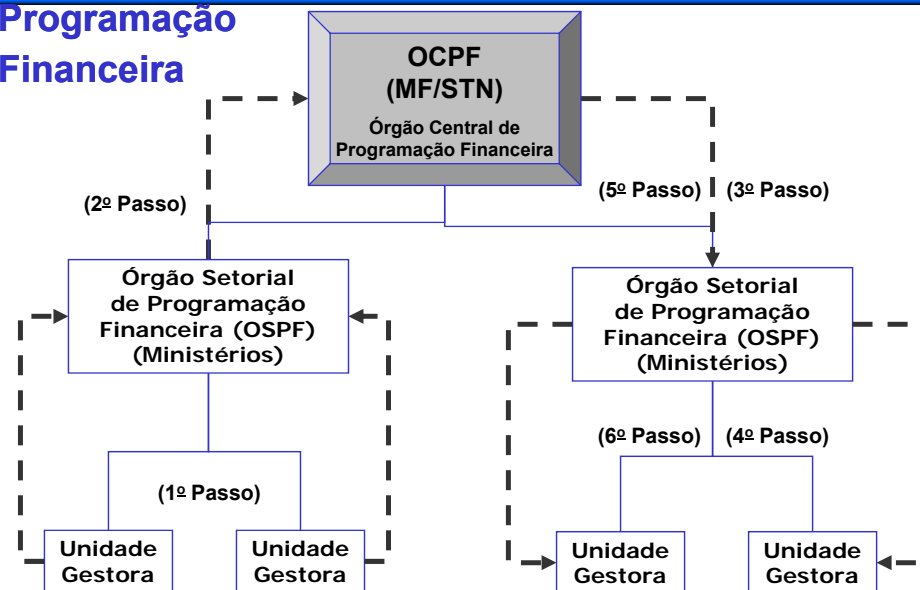 Programação
Financeira
OCPF
(MF/STN)
Órgão Central de
Programação Financeira
(2º Passo)
(5º Passo) (3º Passo)
Órgão Setorial
de Programação
Financeira (OSPF)
(Ministérios)
Órgão Setorial
de Programação
Financeira (OSPF)
(Ministérios)
(6º Passo) (4º Passo)
(1º Passo)
Unidade
Gestora
Unidade
Gestora
Unidade
Gestora
Unidade
Gestora